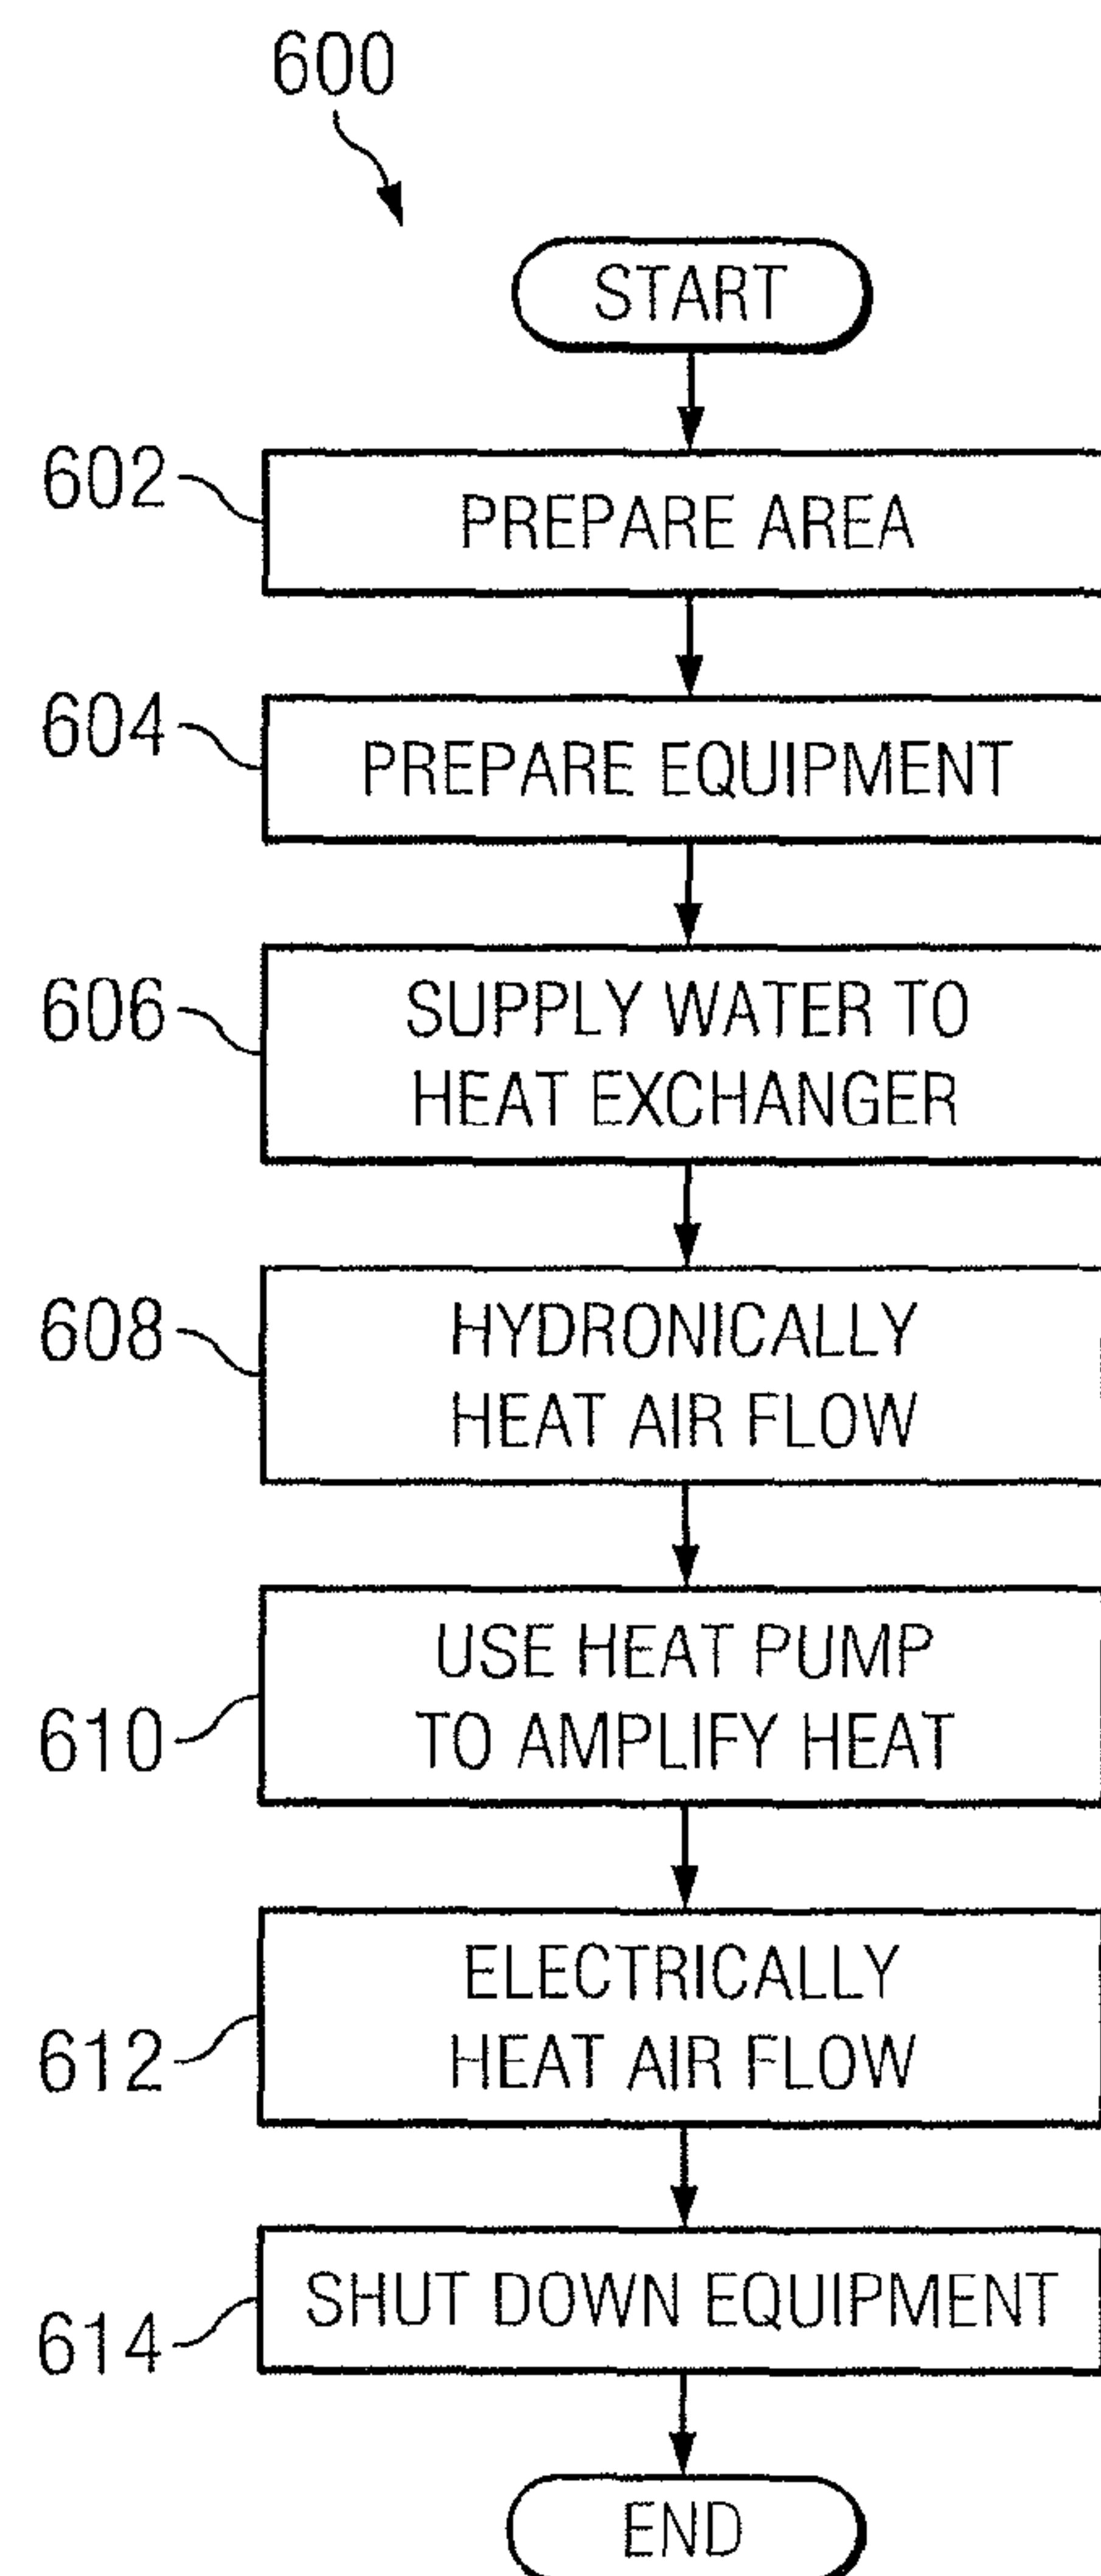 600
START
602
PREPARE AREA
604
PREPARE EQUIPMENT
606
SUPPLY WATER TO
HEAT EXCHANGER
608
HYDRONICALLY
HEAT AIR FLOW
610
USE HEAT PUMP
TO AMPLIFY HEAT
612
ELECTRICALLY
HEAT AIR FLOW
614
SHUT DOWN EQUIPMENT
END